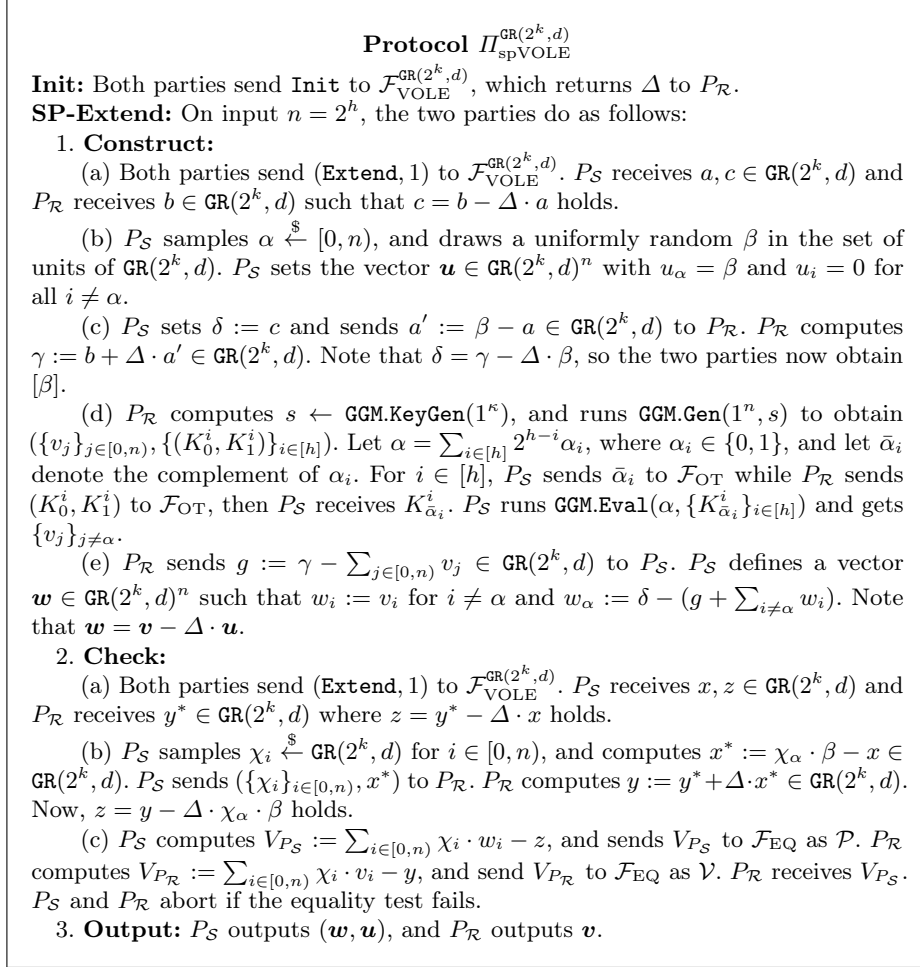 Protocol Π_spVOLE^GR(2^k,d)
Init: Both parties send Init to F_VOLE^GR(2^k,d), which returns Δ to P_R.
SP-Extend: On input n = 2^h, the two parties do as follows:
1. Construct:
(a) Both parties send (Extend, 1) to F_VOLE^GR(2^k,d). P_S receives a, c ∈ GR(2^k, d) and
P_R receives b ∈ GR(2^k, d) such that c = b − Δ · a holds.
(b) P_S samples α ←$ [0, n), and draws a uniformly random β in the set of
units of GR(2^k, d). P_S sets the vector u ∈ GR(2^k, d)^n with u_α = β and u_i = 0 for
all i ≠ α.
(c) P_S sets δ := c and sends a′ := β − a ∈ GR(2^k, d) to P_R. P_R computes
γ := b + Δ · a′ ∈ GR(2^k, d). Note that δ = γ − Δ · β, so the two parties now obtain
[β].
(d) P_R computes s ← GGM.KeyGen(1^κ), and runs GGM.Gen(1^n, s) to obtain
({v_j}_{j∈[0,n)}, {(K_0^i, K_1^i)}_{i∈[h]}). Let α = ∑_{i∈[h]} 2^{h−i}α_i, where α_i ∈ {0, 1}, and let ᾱ_i
denote the complement of α_i. For i ∈ [h], P_S sends ᾱ_i to F_OT while P_R sends
(K_0^i, K_1^i) to F_OT, then P_S receives K_{ᾱ_i}^i. P_S runs GGM.Eval(α, {K_{ᾱ_i}^i}_{i∈[h]}) and gets
{v_j}_{j≠α}.
(e) P_R sends g := γ − ∑_{j∈[0,n)} v_j ∈ GR(2^k, d) to P_S. P_S defines a vector
w ∈ GR(2^k, d)^n such that w_i := v_i for i ≠ α and w_α := δ − (g + ∑_{i≠α} w_i). Note
that w = v − Δ · u.
2. Check:
(a) Both parties send (Extend, 1) to F_VOLE^GR(2^k,d). P_S receives x, z ∈ GR(2^k, d) and
P_R receives y* ∈ GR(2^k, d) where z = y* − Δ · x holds.
(b) P_S samples χ_i ←$ GR(2^k, d) for i ∈ [0, n), and computes x* := χ_α · β − x ∈
GR(2^k, d). P_S sends ({χ_i}_{i∈[0,n)}, x*) to P_R. P_R computes y := y* + Δ·x* ∈ GR(2^k, d).
Now, z = y − Δ · χ_α · β holds.
(c) P_S computes V_{P_S} := ∑_{i∈[0,n)} χ_i · w_i − z, and sends V_{P_S} to F_EQ as P. P_R
computes V_{P_R} := ∑_{i∈[0,n)} χ_i · v_i − y, and send V_{P_R} to F_EQ as V. P_R receives V_{P_S}.
P_S and P_R abort if the equality test fails.
3. Output: P_S outputs (w, u), and P_R outputs v.